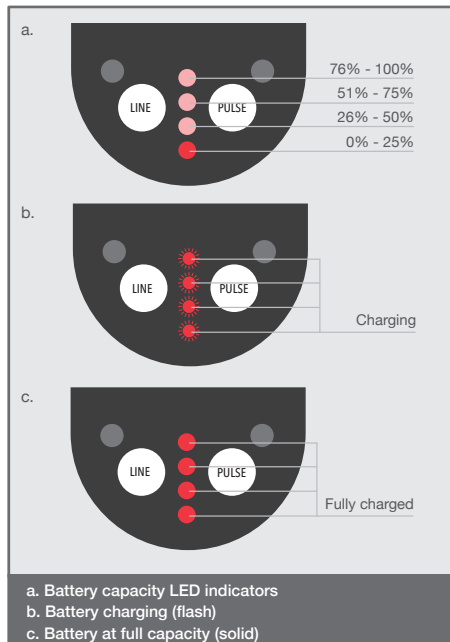 a.
76% - 100%
51% - 75%
LINE
PULSE
26% - 50%
0% - 25%
b.
LINE
PULSE
Charging
c.
LINE
PULSE
Fully charged
a. Battery capacity LED indicators
b. Battery charging (flash)
c. Battery at full capacity (solid)